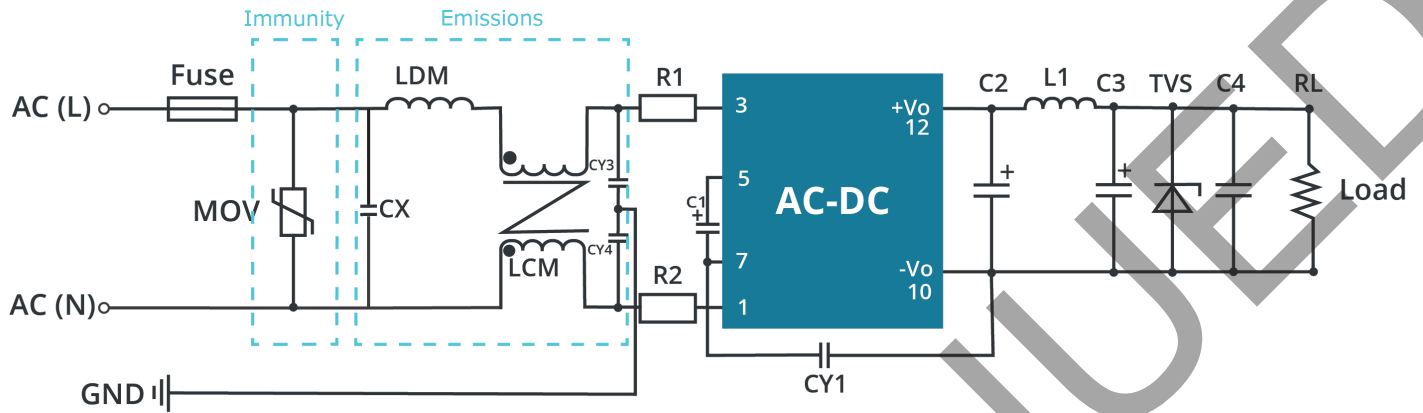 Immunity
Emissions
Fuse
LDM
R1
C2
L1
C3
TVS
C4
RL
AC (L)
3
+Vo
12
CY3
5
AC-DC
Load
MOV
CX
C1
+
+
+
CY4
LCM
R2
7
-Vo
10
AC (N)
1
CY1
GND
UED